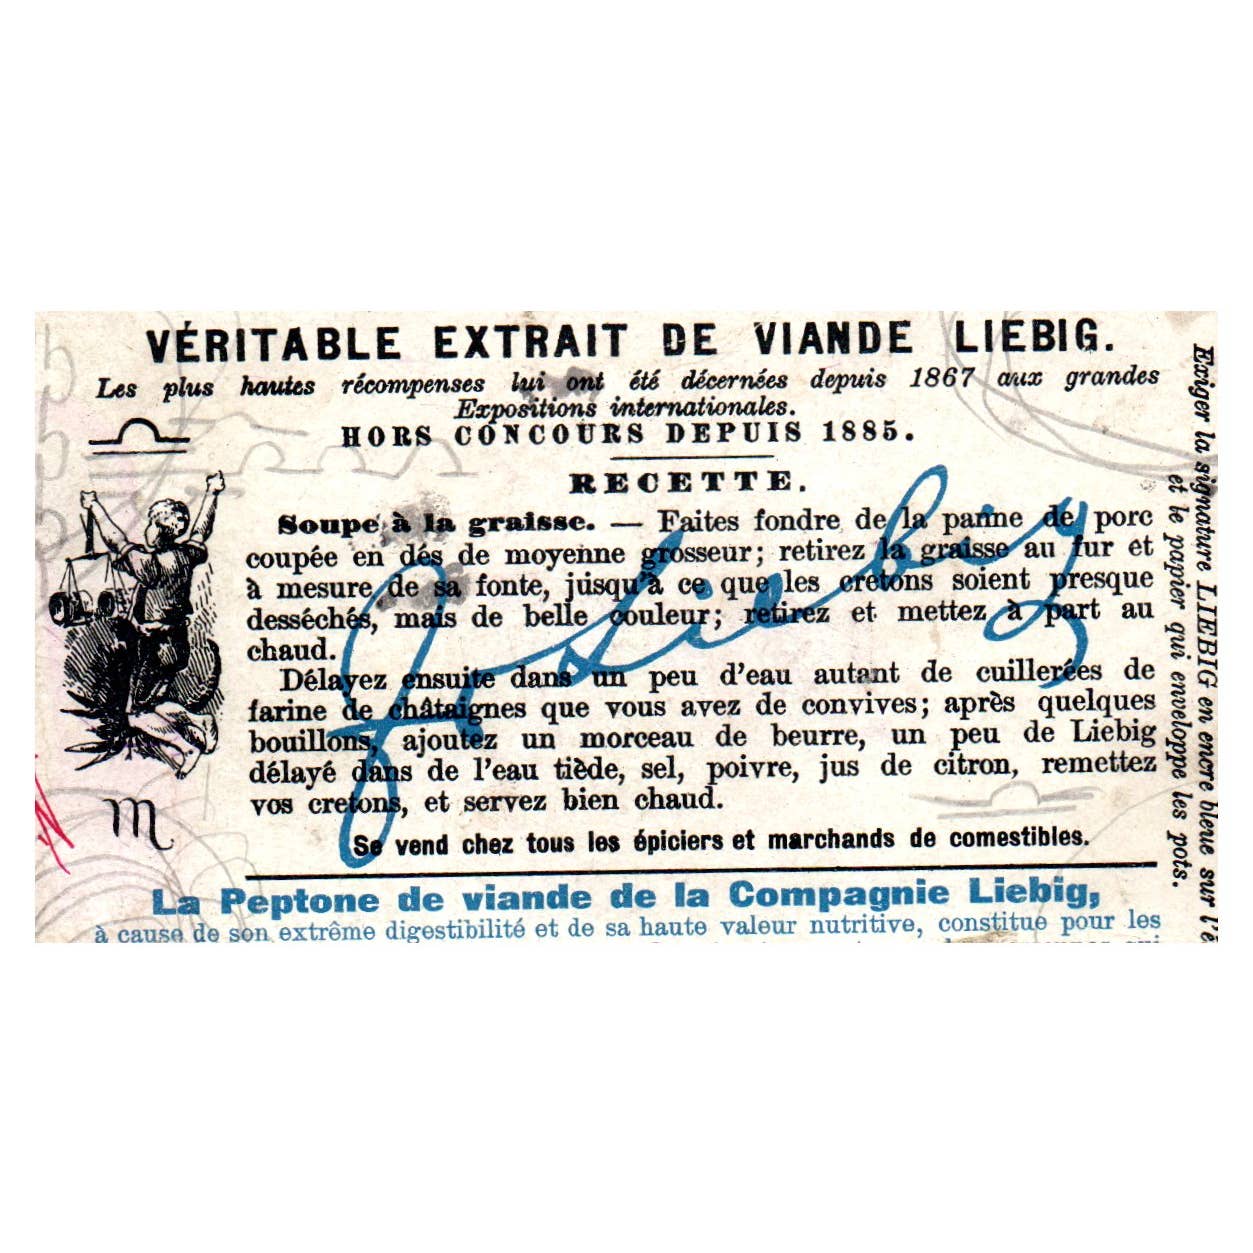 VÉRITABLE EXTRAIT DE VIANDE LIEBIG.
Les plus hautes récompenses lui ont été décernées depuis 1867 aux grandes
Expositions internationales.
HORS CONCOURS DEPUIS 1885.
RECETTE.
Soupe à la graisse. — Faites fondre de la panne de porc
coupée en dés de moyenne grosseur; retirez la graisse au fur et
à mesure de sa fonte, jusqu'à ce que les cretons soient presque
desséchés, mais de belle couleur; retirez et mettez à part au
chaud.
Délayez ensuite dans un peu d'eau autant de cuillerées de
farine de châtaignes que vous avez de convives; après quelques
bouillons, ajoutez un morceau de beurre, un peu de Liebig
délayé dans de l'eau tiède, sel, poivre, jus de citron, remettez
vos cretons, et servez bien chaud.
Se vend chez tous les épiciers et marchands de comestibles.
La Peptone de viande de la Compagnie Liebig,
à cause de son extrême digestibilité et de sa haute valeur nutritive, constitue pour les
J v Liebig
Exiger la signature LIEBIG en encre bleue sur l'é
et le papier qui enveloppe les pots.